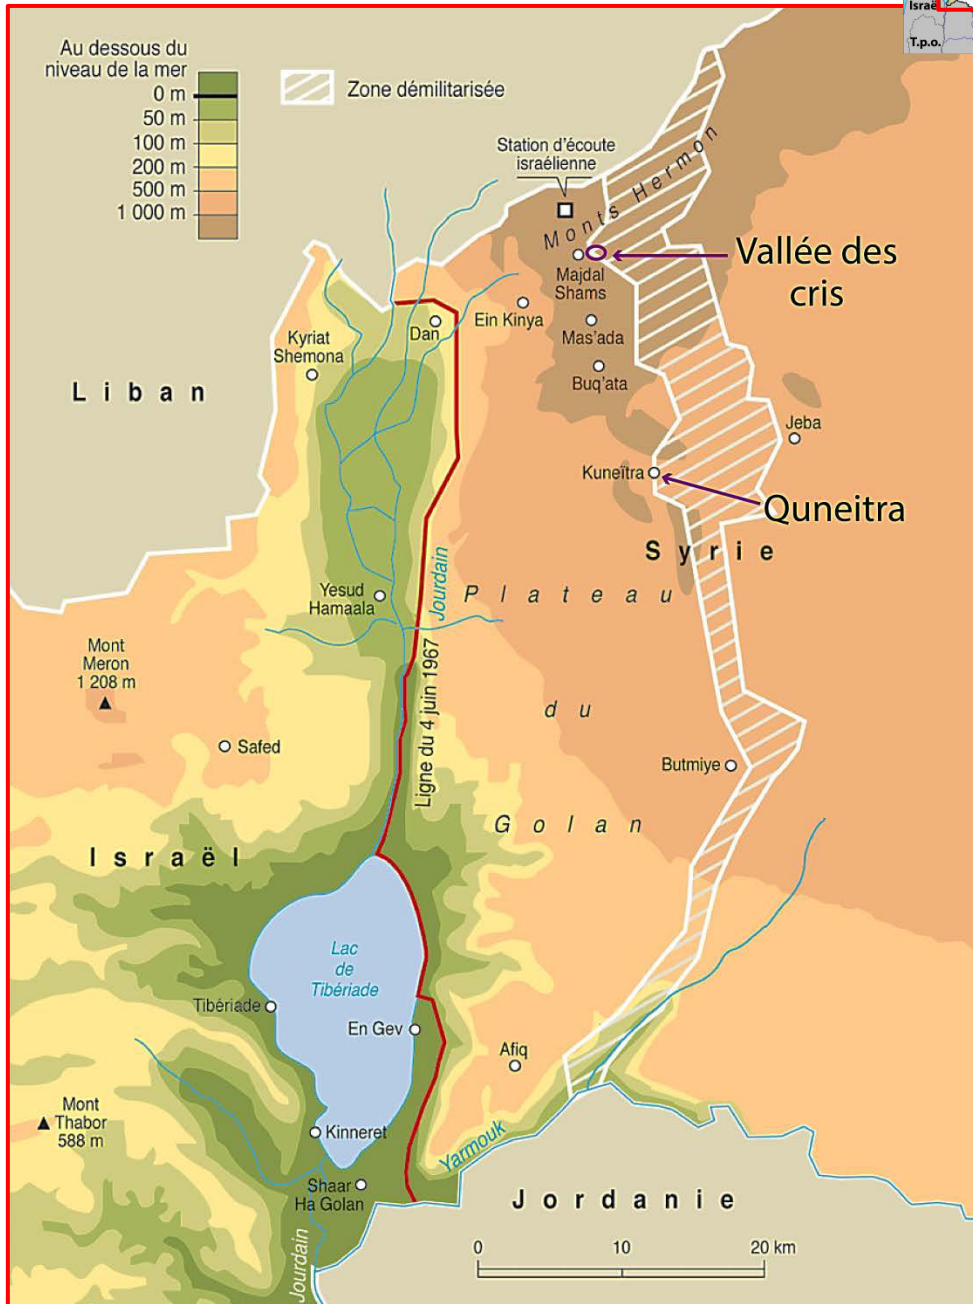 Israë
T.p.o.
Au dessous du
niveau de la mer
0 m
50 m
100 m
200 m
500 m
1 000 m
Zone démilitarisée
Station d'écoute
israélienne
Monts Hermon
Vallée des
cris
Majdal
Shams
Ein Kinya
Mas'ada
Buq'ata
Dan
Kyriat
Shemona
Liban
Jeba
Kuneïtra
Quneitra
Syrie
Yesud
Hamaala
Jourdain
Plateau
Ligne du 4 juin 1967
Mont
Meron
1 208 m
Safed
du
Butmiye
Golan
Israël
Lac
de
Tibériade
Tibériade
En Gev
Afiq
Mont
Thabor
588 m
Kinneret
Yarmouk
Shaar
Ha Golan
Jordanie
Jourdain
0 10 20 km